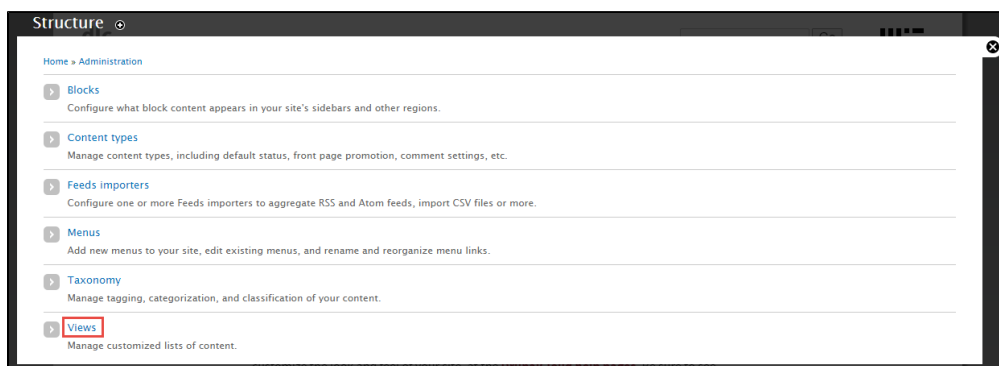 Structure
Home » Administration
Blocks
Configure what block content appears in your site's sidebars and other regions.
Content types
Manage content types, including default status, front page promotion, comment settings, etc.
Feeds importers
Configure one or more Feeds importers to aggregate RSS and Atom feeds, import CSV files or more.
Menus
Add new menus to your site, edit existing menus, and rename and reorganize menu links.
Taxonomy
Manage tagging, categorization, and classification of your content.
Views
Manage customized lists of content.